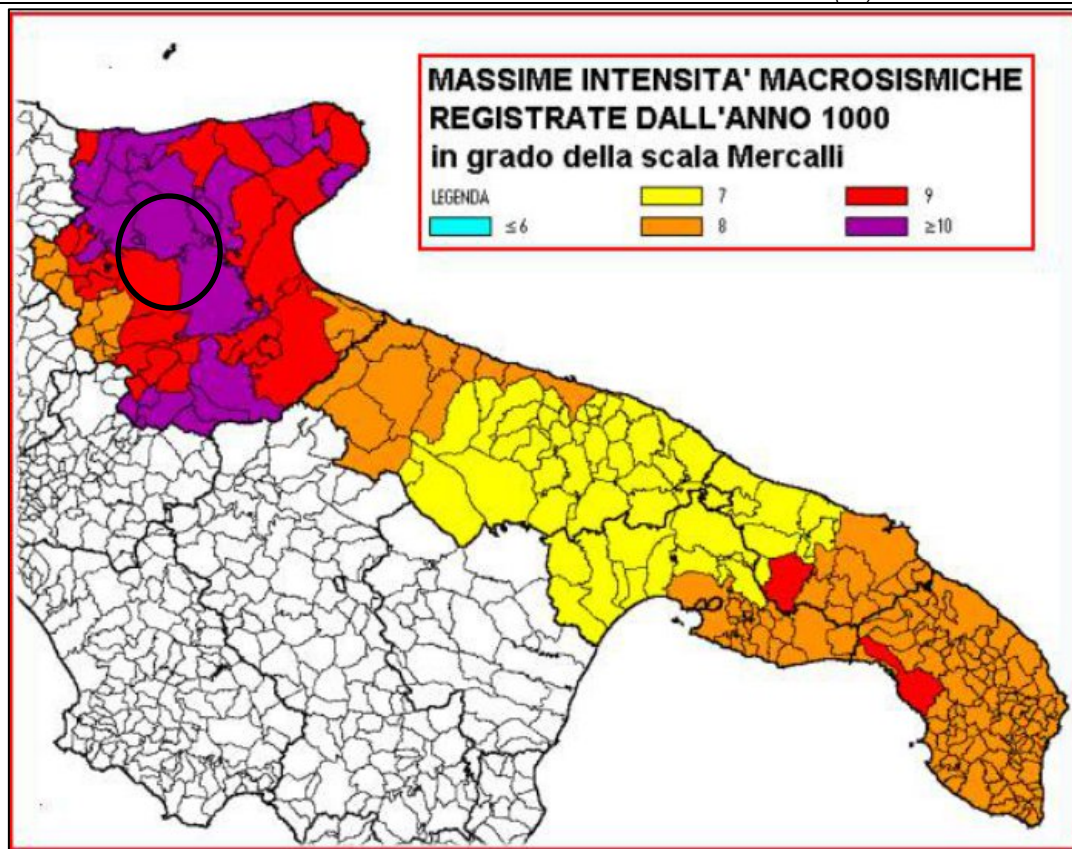 MASSIME INTENSITA' MACROSISMICHE
REGISTRATE DALL'ANNO 1000
in grado della scala Mercalli
LEGENDA
7
9
≤6
8
≥10